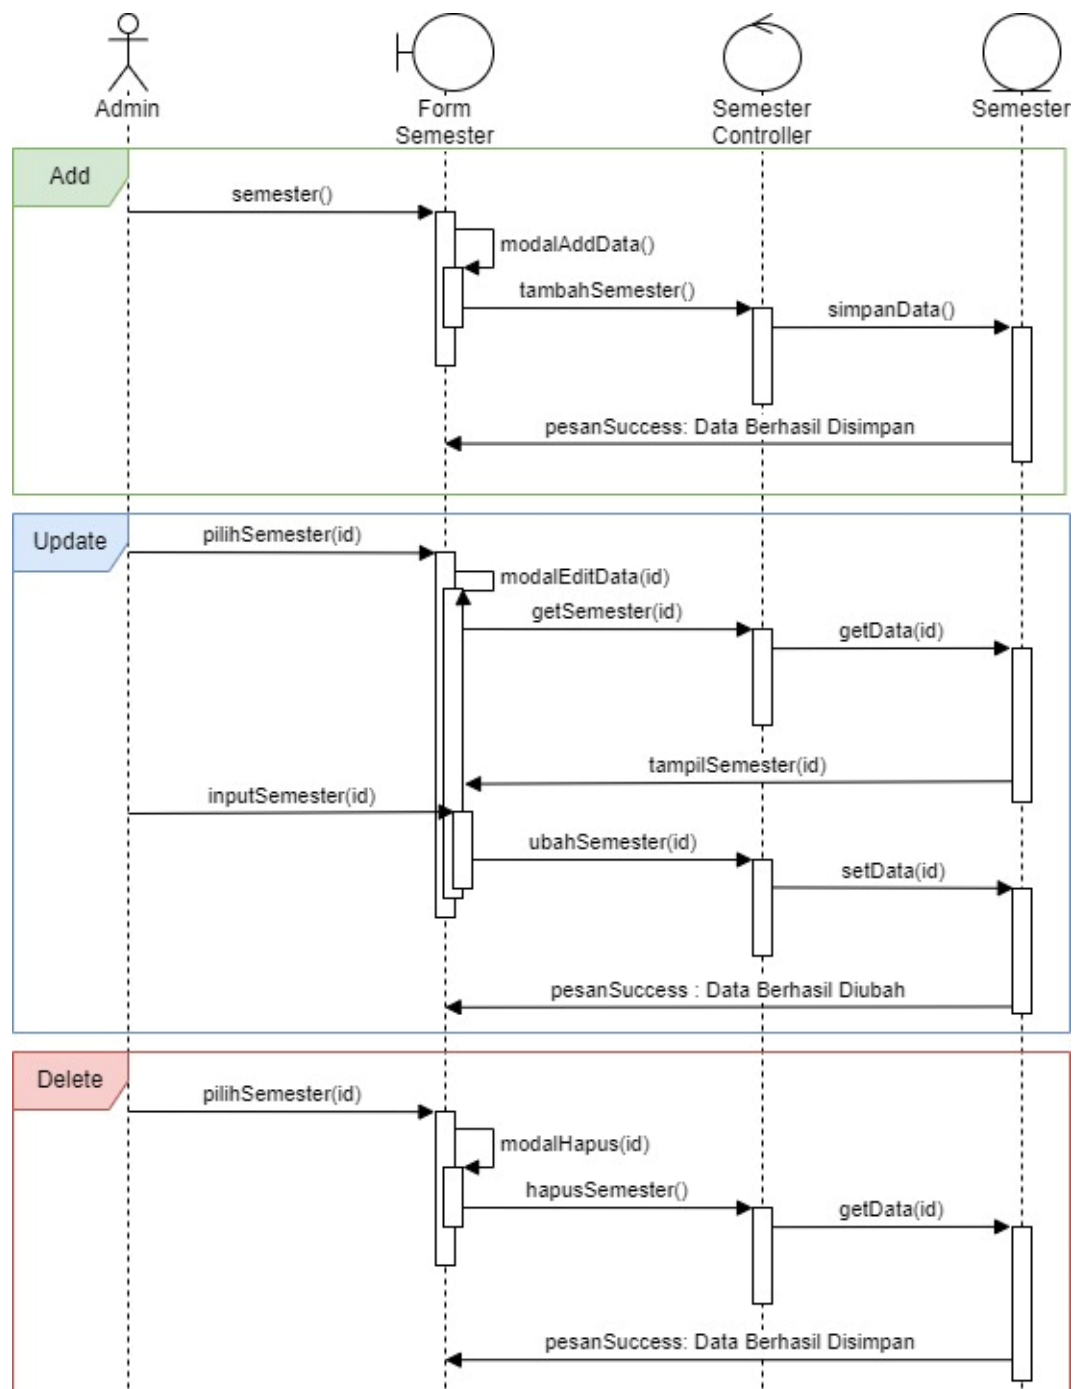 Admin
Form
Semester
Semester
Controller
Semester
Add
semester()
modalAddData()
tambahSemester()
simpanData()
pesanSuccess: Data Berhasil Disimpan
Update
pilihSemester(id)
modalEditData(id)
getSemester(id)
getData(id)
tampilSemester(id)
inputSemester(id)
ubahSemester(id)
setData(id)
pesanSuccess : Data Berhasil Diubah
Delete
pilihSemester(id)
modalHapus(id)
hapusSemester()
getData(id)
pesanSuccess: Data Berhasil Disimpan